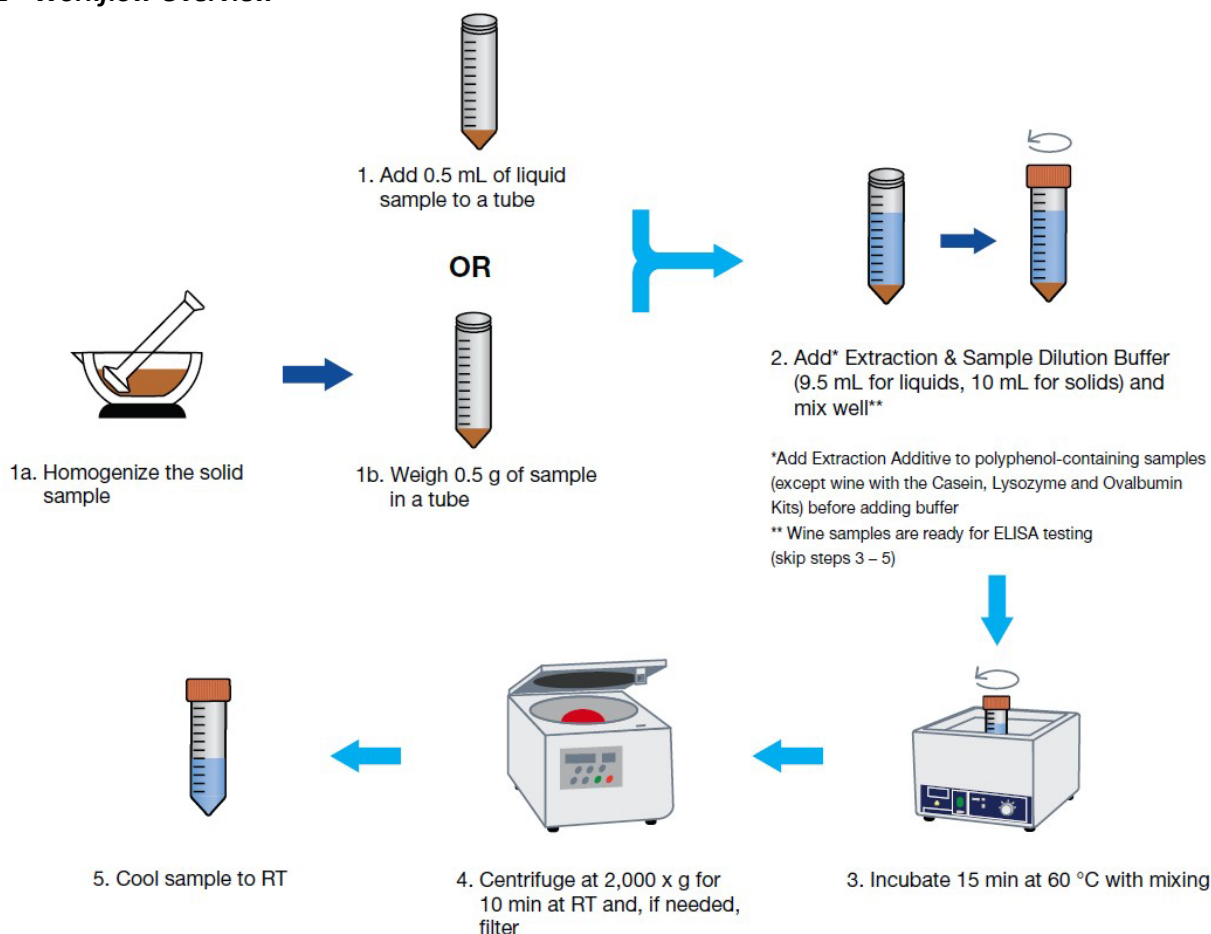 Workflow Overview
1. Add 0.5 mL of liquid
sample to a tube
OR
1a. Homogenize the solid
sample
1b. Weigh 0.5 g of sample
in a tube
2. Add* Extraction & Sample Dilution Buffer
(9.5 mL for liquids, 10 mL for solids) and
mix well**
*Add Extraction Additive to polyphenol-containing samples
(except wine with the Casein, Lysozyme and Ovalbumin
Kits) before adding buffer
** Wine samples are ready for ELISA testing
(skip steps 3 – 5)
3. Incubate 15 min at 60 °C with mixing
4. Centrifuge at 2,000 x g for
10 min at RT and, if needed,
filter
5. Cool sample to RT